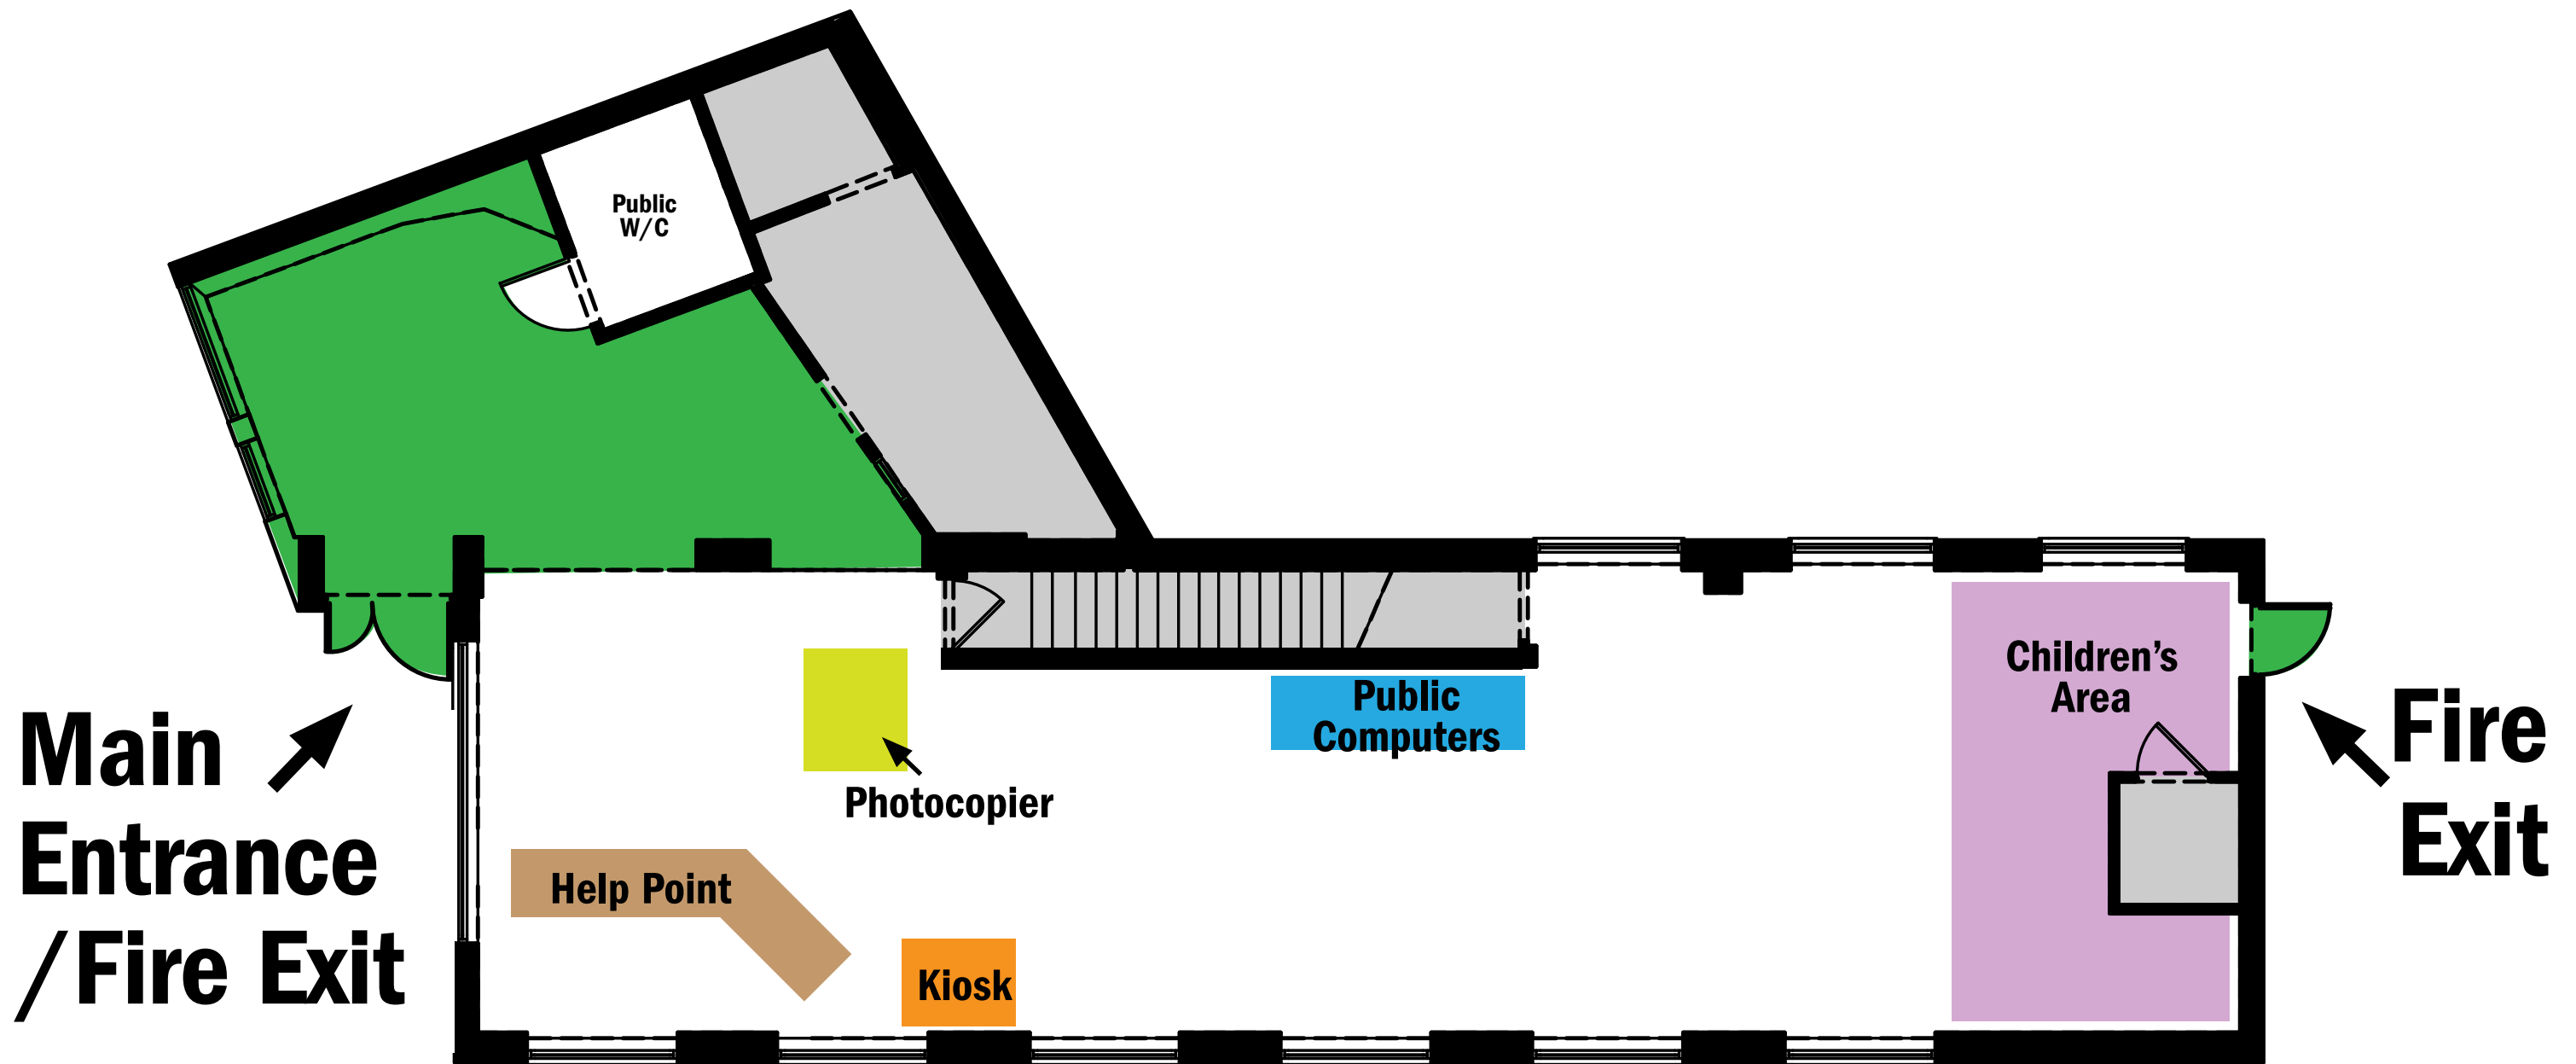 Public
W/C
Children's
Area
Public
Computers
Photocopier
Help Point
Kiosk
Main
Entrance
/Fire Exit
Fire
Exit